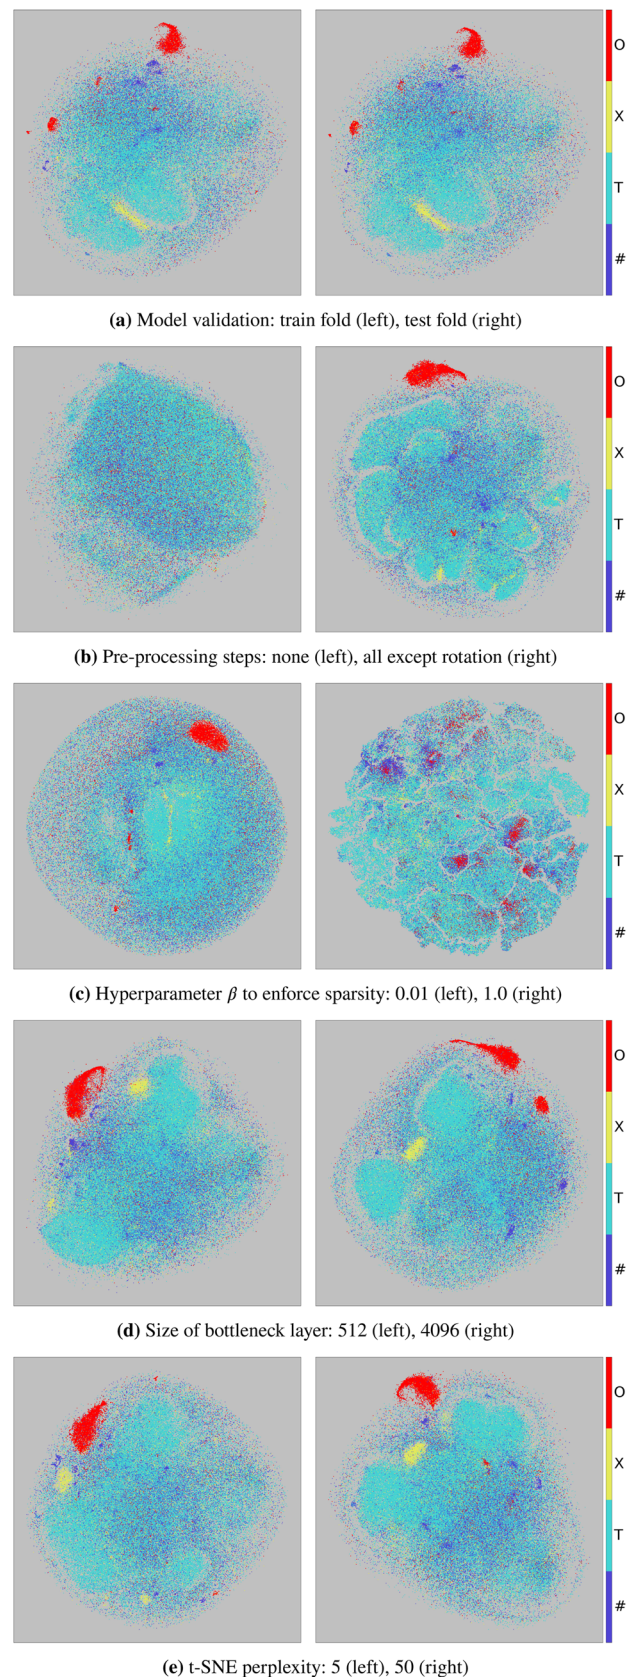 O
X
T
#
(a) Model validation: train fold (left), test fold (right)
O
X
T
#
(b) Pre-processing steps: none (left), all except rotation (right)
O
X
T
#
(c) Hyperparameter β to enforce sparsity: 0.01 (left), 1.0 (right)
O
X
T
#
(d) Size of bottleneck layer: 512 (left), 4096 (right)
O
X
T
#
(e) t-SNE perplexity: 5 (left), 50 (right)